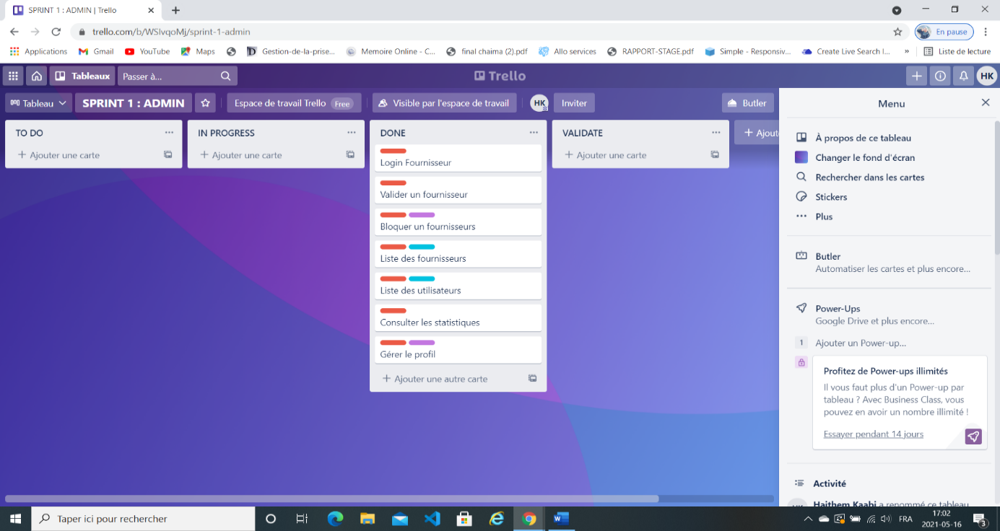 SPRINT 1 : ADMIN | Trello
trello.com/b/WSlvqoMj/sprint-1-admin
En pause
Applications Gmail YouTube Maps Gestion-de-la-prise... Memoire Online - C... final chaima (2).pdf Allo services RAPPORT-STAGE.pdf Simple - Responsiv... Create Live Search I... » Liste de lecture
Tableaux Passer à... Trello HK
Tableau SPRINT 1 : ADMIN Espace de travail Trello Free Visible par l'espace de travail HK Inviter Butler
TO DO
Ajouter une carte
IN PROGRESS
Ajouter une carte
DONE
Login Fournisseur
Valider un fournisseur
Bloquer un fournisseurs
Liste des fournisseurs
Liste des utilisateurs
Consulter les statistiques
Gérer le profil
Ajouter une autre carte
VALIDATE
Ajouter une carte
Menu
À propos de ce tableau
Changer le fond d'écran
Rechercher dans les cartes
Stickers
Plus
Butler
Automatiser les cartes et plus encore...
Power-Ups
Google Drive et plus encore...
1 Ajouter un Power-up...
Profitez de Power-ups illimités
Il vous faut plus d'un Power-up par
tableau ? Avec Business Class, vous
pouvez en avoir un nombre illimité !
Essayer pendant 14 jours
Activité
Haithem Kaabi a renommé ce tableau
Taper ici pour rechercher
FRA
17:02
2021-05-16
3